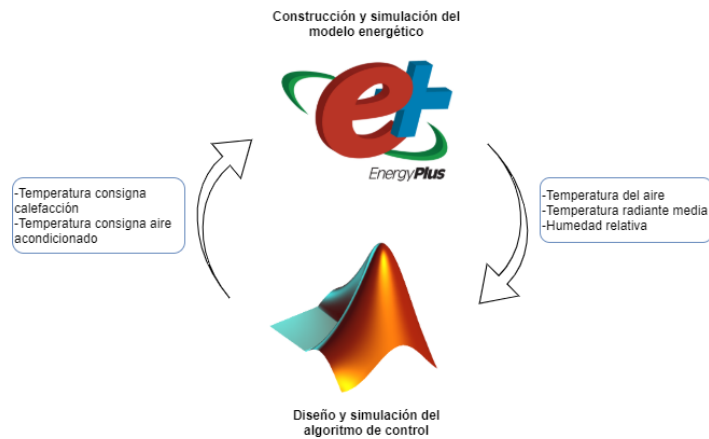 Construcción y simulación del
modelo energético
e+
EnergyPlus
-Temperatura consigna
calefacción
-Temperatura consigna aire
acondicionado
-Temperatura del aire
-Temperatura radiante media
-Humedad relativa
Diseño y simulación del
algoritmo de control